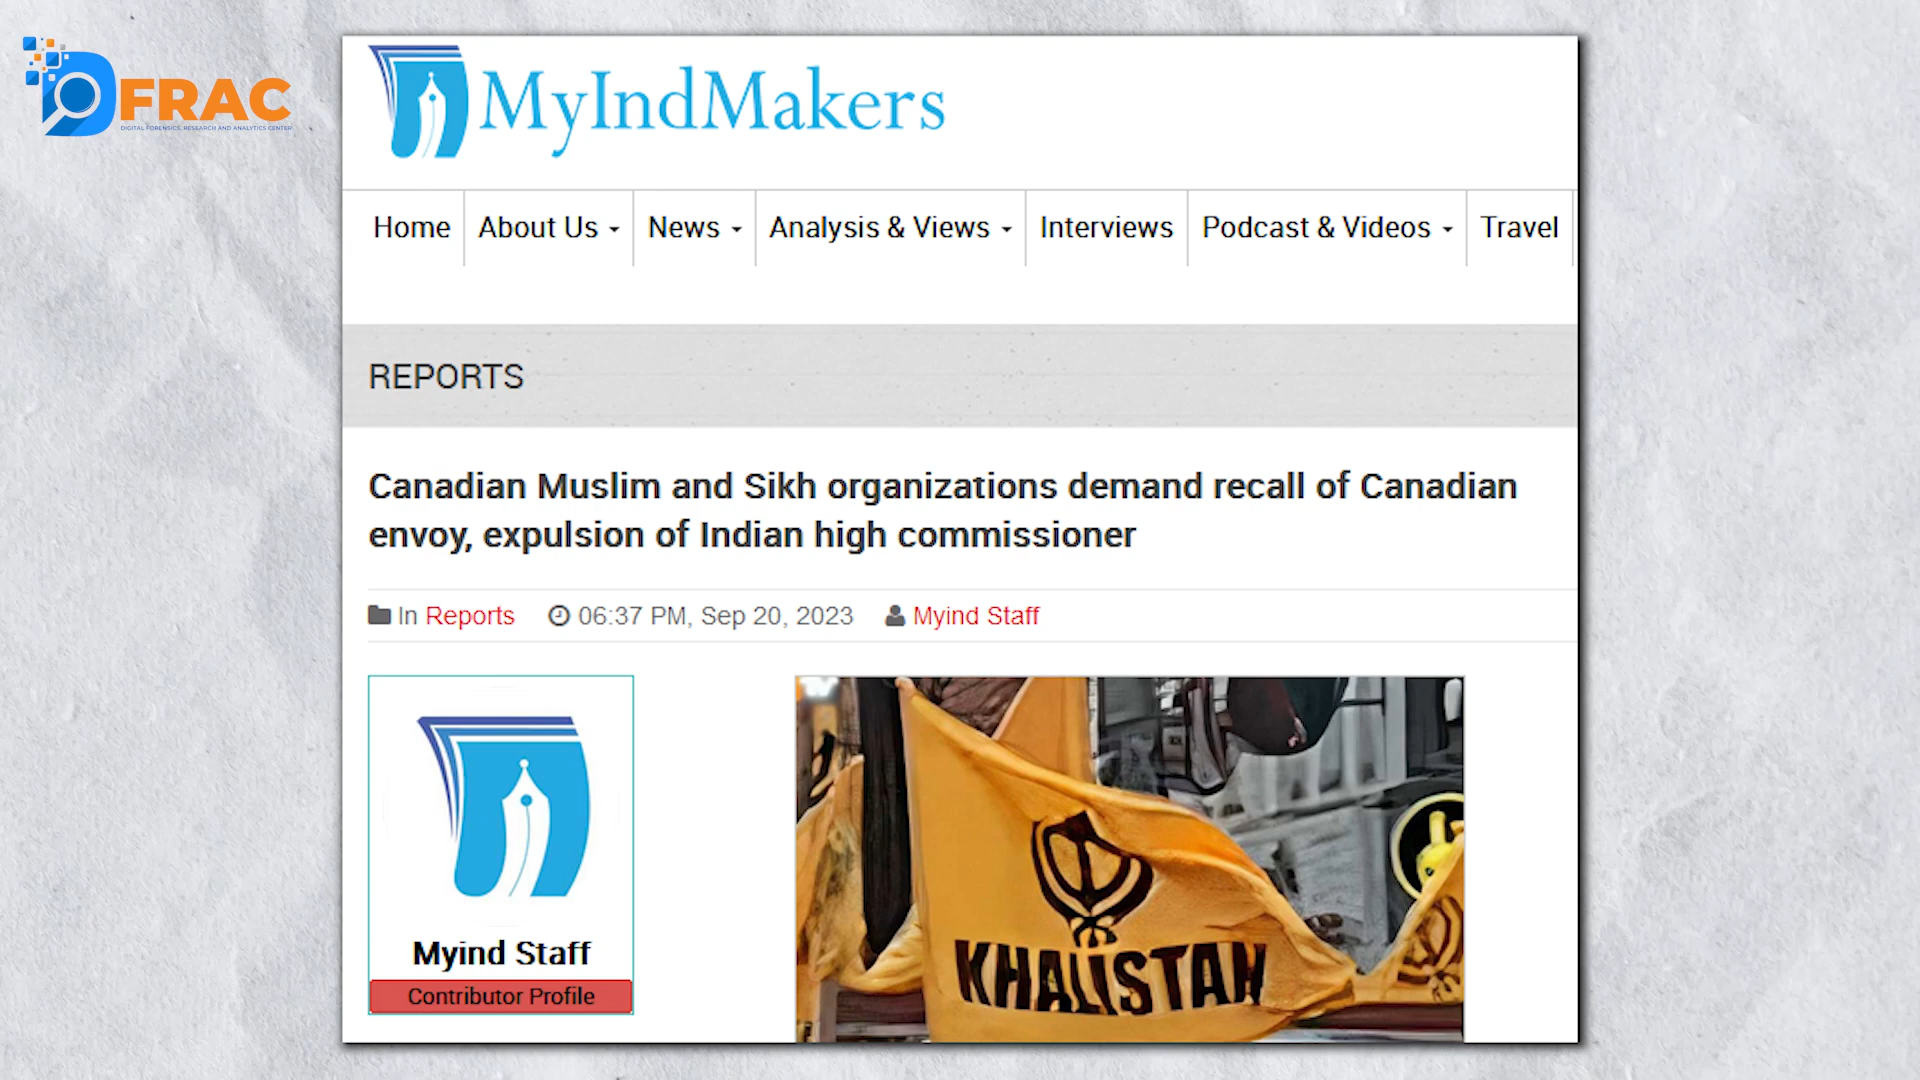 DFRAC
DIGITAL FORENSICS, RESEARCH AND ANALYTICS CENTER
MyIndMakers
Home About Us News Analysis & Views Interviews Podcast & Videos Travel
REPORTS
Canadian Muslim and Sikh organizations demand recall of Canadian
envoy, expulsion of Indian high commissioner
In Reports 06:37 PM, Sep 20, 2023 Myind Staff
Myind Staff
Contributor Profile
KHALISTAN